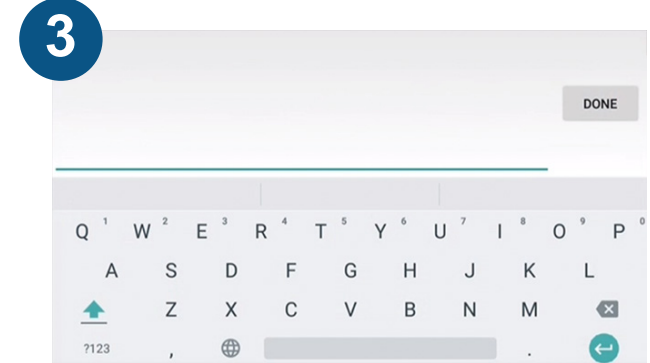 3
DONE
Q 1 W 2 E 3 R 4 T 5 Y 6 U 7 I 8 O 9 P 0
A S D F G H J K L
Z X C V B N M
?123 , .